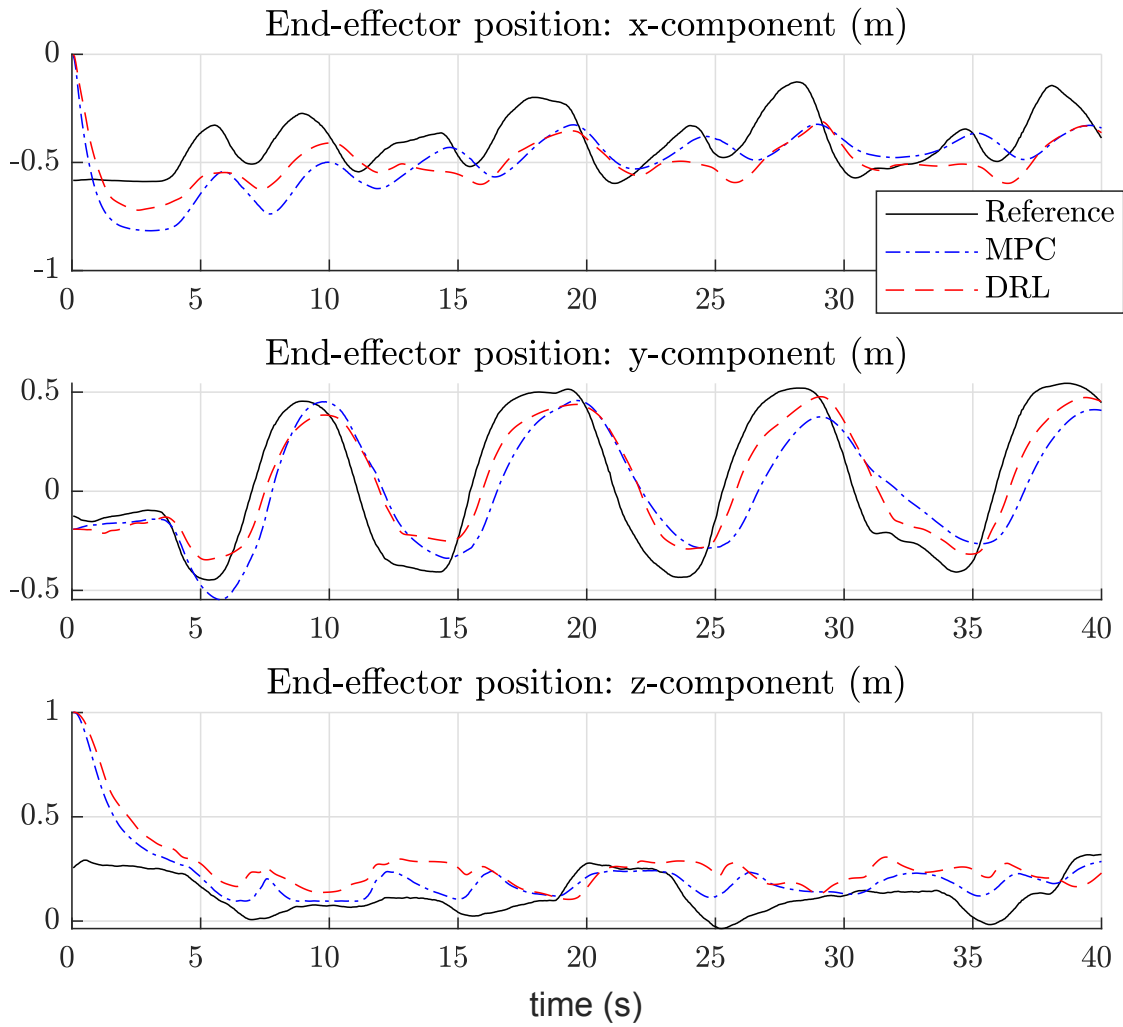 End-effector position: x-component (m)
0
-0.5
-1
0 5 10 15 20 25 30
Reference
MPC
DRL
End-effector position: y-component (m)
0.5
0
-0.5
0 5 10 15 20 25 30 35 40
End-effector position: z-component (m)
1
0.5
0
0 5 10 15 20 25 30 35 40
time (s)